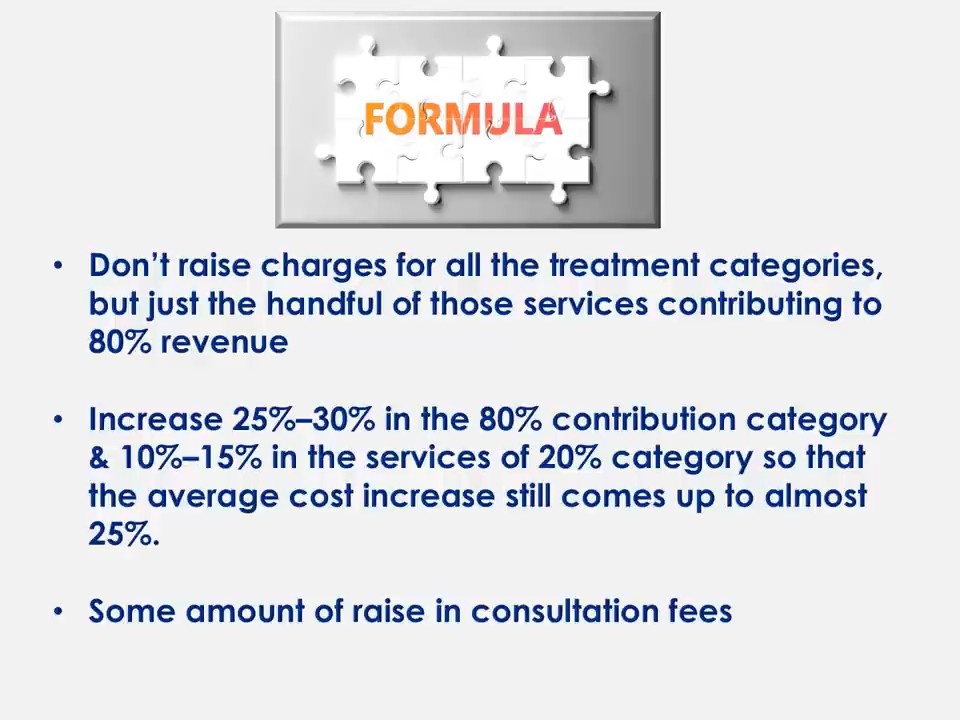 FORMULA
• Don’t raise charges for all the treatment categories,
but just the handful of those services contributing to
80% revenue
• Increase 25%–30% in the 80% contribution category
& 10%–15% in the services of 20% category so that
the average cost increase still comes up to almost
25%.
• Some amount of raise in consultation fees